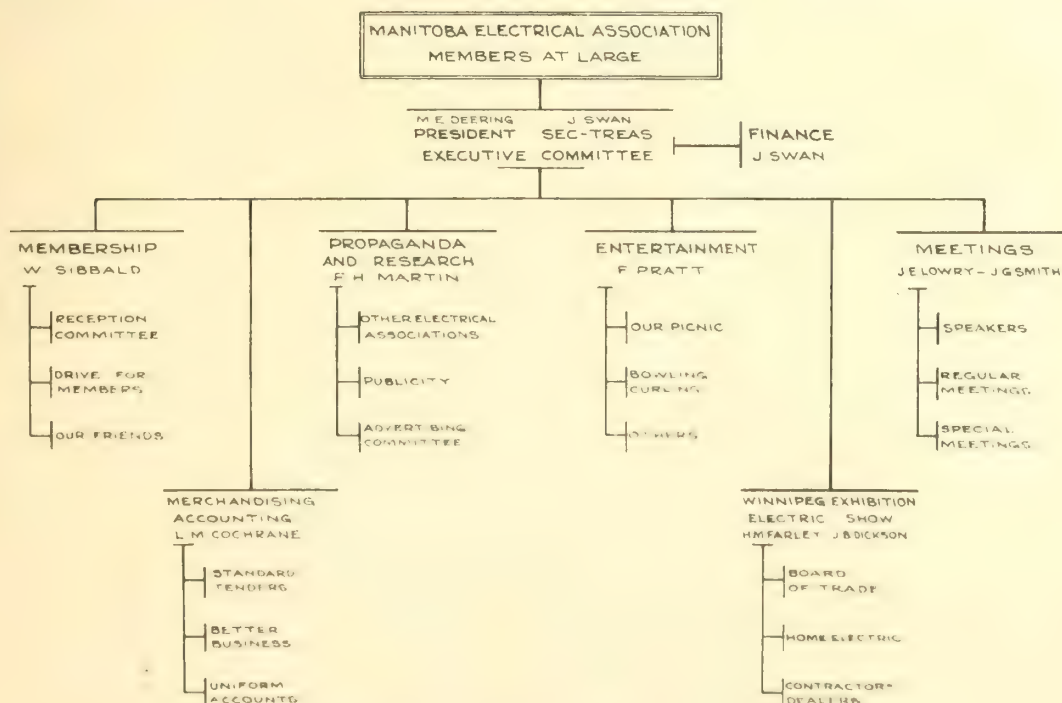 MANITOBA ELECTRICAL ASSOCIATION
MEMBERS AT LARGE
M E DEERING J SWAN
PRESIDENT SEC-TREAS
EXECUTIVE COMMITTEE
FINANCE
J SWAN
MEMBERSHIP
W SIBBALD
RECEPTION
COMMITTEE
DRIVE FOR
MEMBERS
OUR FRIENDS
PROPAGANDA
AND RESEARCH
F H MARTIN
OTHER ELECTRICAL
ASSOCIATIONS
PUBLICITY
ADVERTISING
COMMITTEE
ENTERTAINMENT
F PRATT
OUR PICNIC
BOWLING
CURLING
OTHERS
MEETINGS
J E LOWRY - J G SMITH
SPEAKERS
REGULAR
MEETINGS
SPECIAL
MEETINGS
MERCHANDISING
ACCOUNTING
L M COCHRANE
STANDARD
TENDERS
BETTER
BUSINESS
UNIFORM
ACCOUNTS
WINNIPEG EXHIBITION
ELECTRIC SHOW
H M FARLEY J B DICKSON
BOARD
OF TRADE
HOME ELECTRIC
CONTRACTOR-
DEALERS